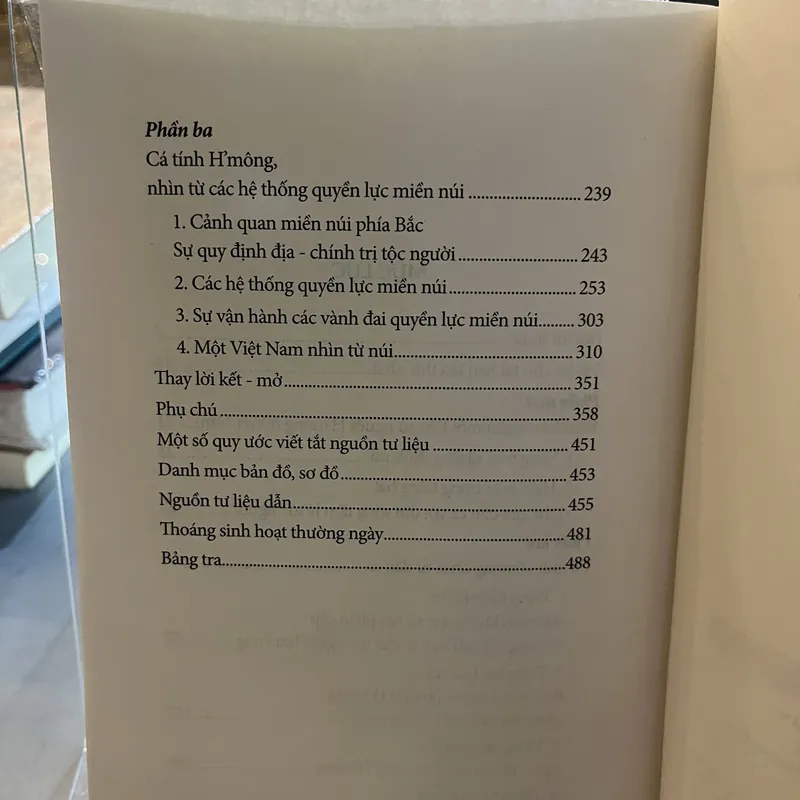 Phần ba
Cá tính H'mông,
nhìn từ các hệ thống quyền lực miền núi ............................ 239
1. Cảnh quan miền núi phía Bắc
Sự quy định địa - chính trị tộc người .............................. 243
2. Các hệ thống quyền lực miền núi ................................ 253
3. Sự vận hành các vành đai quyền lực miền núi......... 303
4. Một Việt Nam nhìn từ núi............................................. 310
Thay lời kết - mở ........................................................................ 351
Phụ chú ........................................................................................ 358
Một số quy ước viết tắt nguồn tư liệu ................................... 451
Danh mục bản đồ, sơ đồ......................................................... 453
Nguồn tư liệu dẫn..................................................................... 455
Thoáng sinh hoạt thường ngày............................................. 481
Bảng tra.......................................................................................488